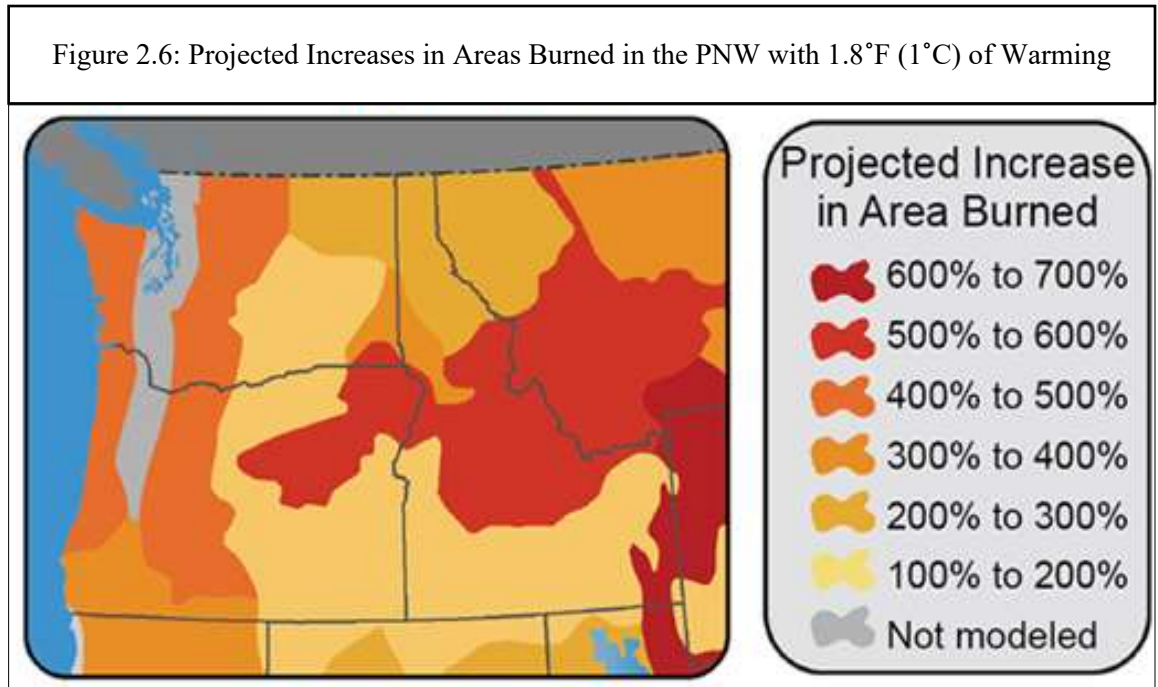 Figure 2.6: Projected Increases in Areas Burned in the PNW with 1.8˚F (1˚C) of Warming
Projected Increase
in Area Burned
600% to 700%
500% to 600%
400% to 500%
300% to 400%
200% to 300%
100% to 200%
Not modeled